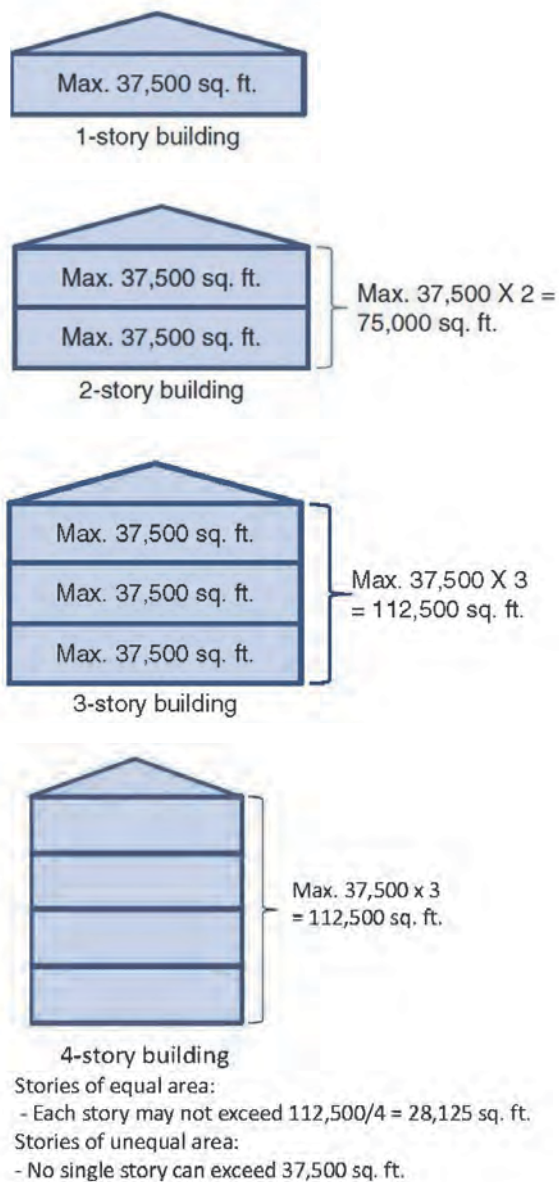 Max. 37,500 sq. ft.
1-story building
Max. 37,500 sq. ft.
Max. 37,500 sq. ft.
Max. 37,500 X 2 =
75,000 sq. ft.
2-story building
Max. 37,500 sq. ft.
Max. 37,500 sq. ft.
Max. 37,500 sq. ft.
Max. 37,500 X 3
= 112,500 sq. ft.
3-story building
Max. 37,500 x 3
= 112,500 sq. ft.
4-story building
Stories of equal area:
- Each story may not exceed 112,500/4 = 28,125 sq. ft.
Stories of unequal area:
- No single story can exceed 37,500 sq. ft.